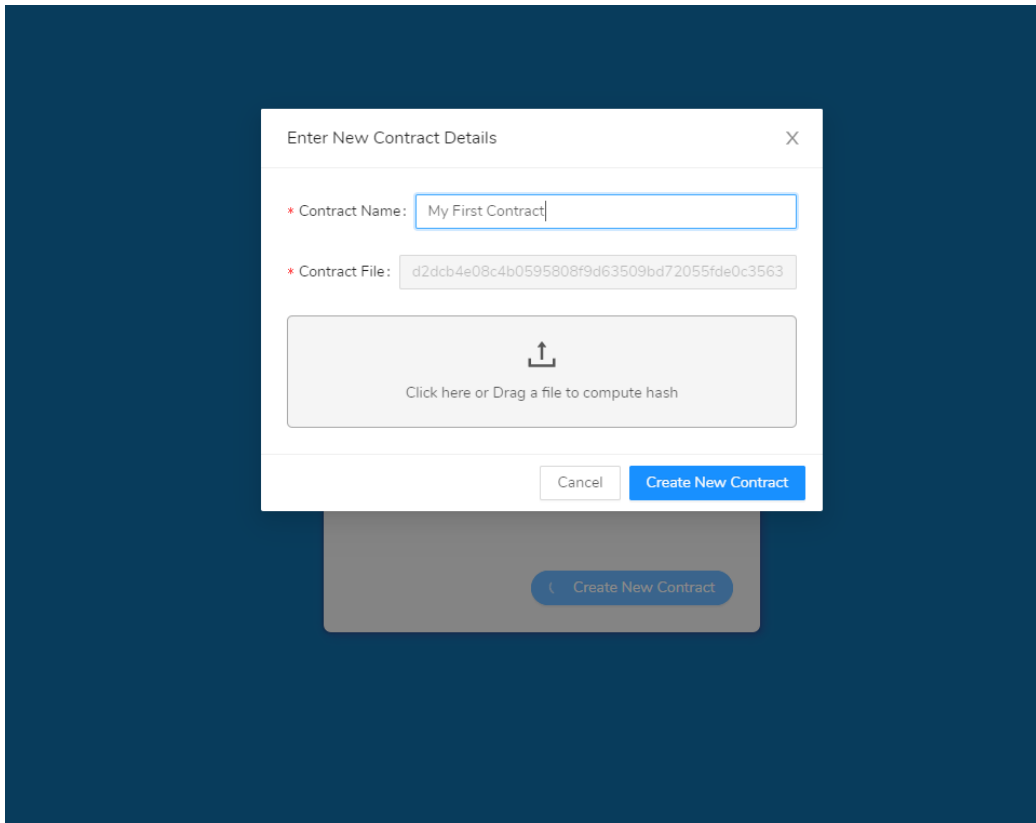 Enter New Contract Details
* Contract Name: My First Contract
* Contract File: d2dcb4e08c4b0595808f9d63509bd72055fde0c3563
Click here or Drag a file to compute hash
Cancel Create New Contract
Create New Contract